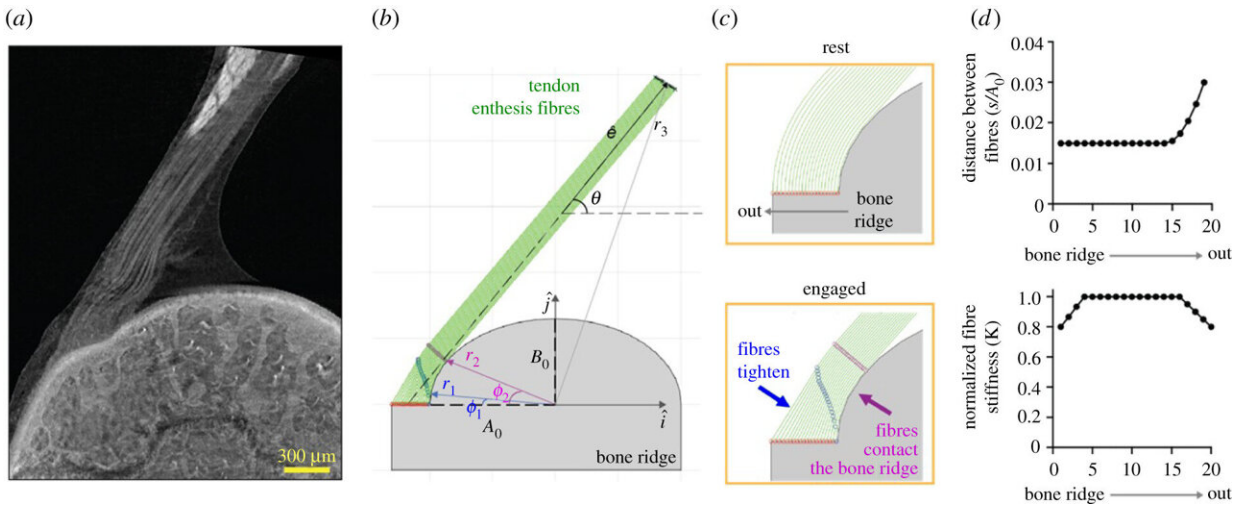 (a)
300 µm
(b)
tendon
enthesis fibres
ê
r3
θ
ĵ
B0
r2
r1
ϕ2
ϕ1
A0
î
bone ridge
(c)
rest
out
bone
ridge
engaged
fibres
tighten
fibres
contact
the bone ridge
(d)
distance between
fibres (s/A0)
0.04
0.03
0.02
0.01
0
0 5 10 15 20
bone ridge out
normalized fibre
stiffness (K)
1.0
0.8
0.6
0.4
0.2
0
0 5 10 15 20
bone ridge out